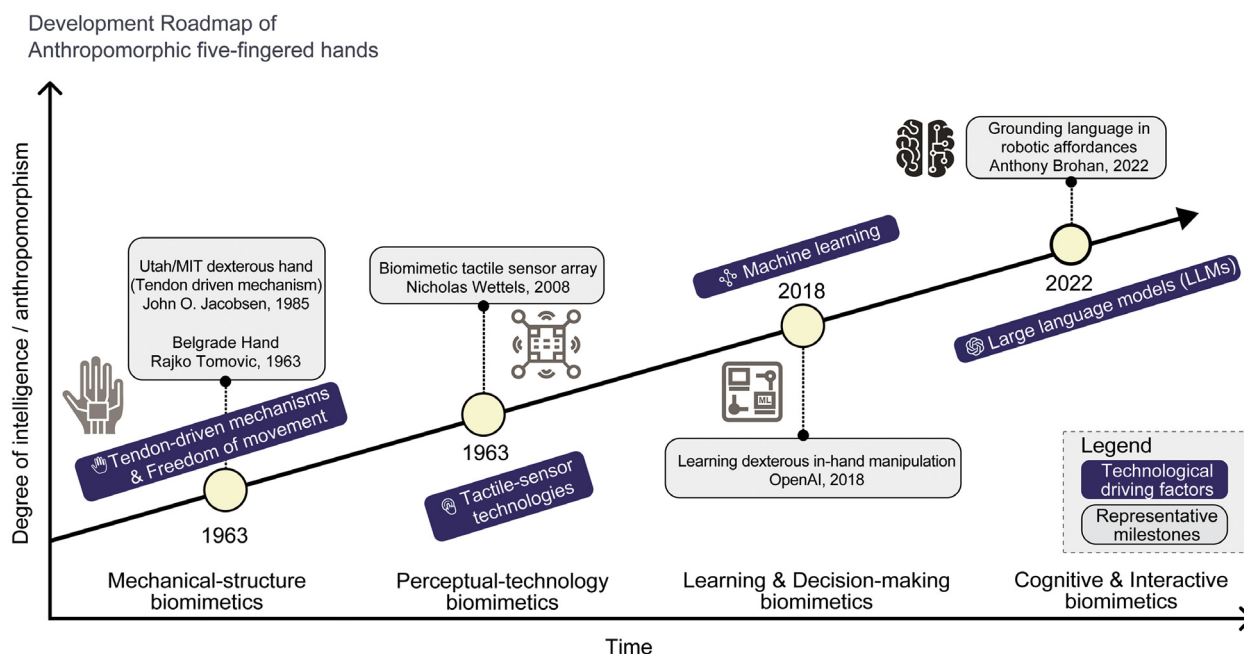 Development Roadmap of
Anthropomorphic five-fingered hands
Degree of intelligence / anthropomorphism
Utah/MIT dexterous hand
(Tendon driven mechanism)
John O. Jacobsen, 1985
Belgrade Hand
Rajko Tomovic, 1963
Tendon-driven mechanisms
& Freedom of movement
1963
Mechanical-structure
biomimetics
Biomimetic tactile sensor array
Nicholas Wettels, 2008
1963
Tactile-sensor
technologies
Perceptual-technology
biomimetics
Machine learning
2018
ML
Learning dexterous in-hand manipulation
OpenAI, 2018
Learning & Decision-making
biomimetics
Grounding language in
robotic affordances
Anthony Brohan, 2022
2022
Large language models (LLMs)
Cognitive & Interactive
biomimetics
Legend
Technological
driving factors
Representative
milestones
Time